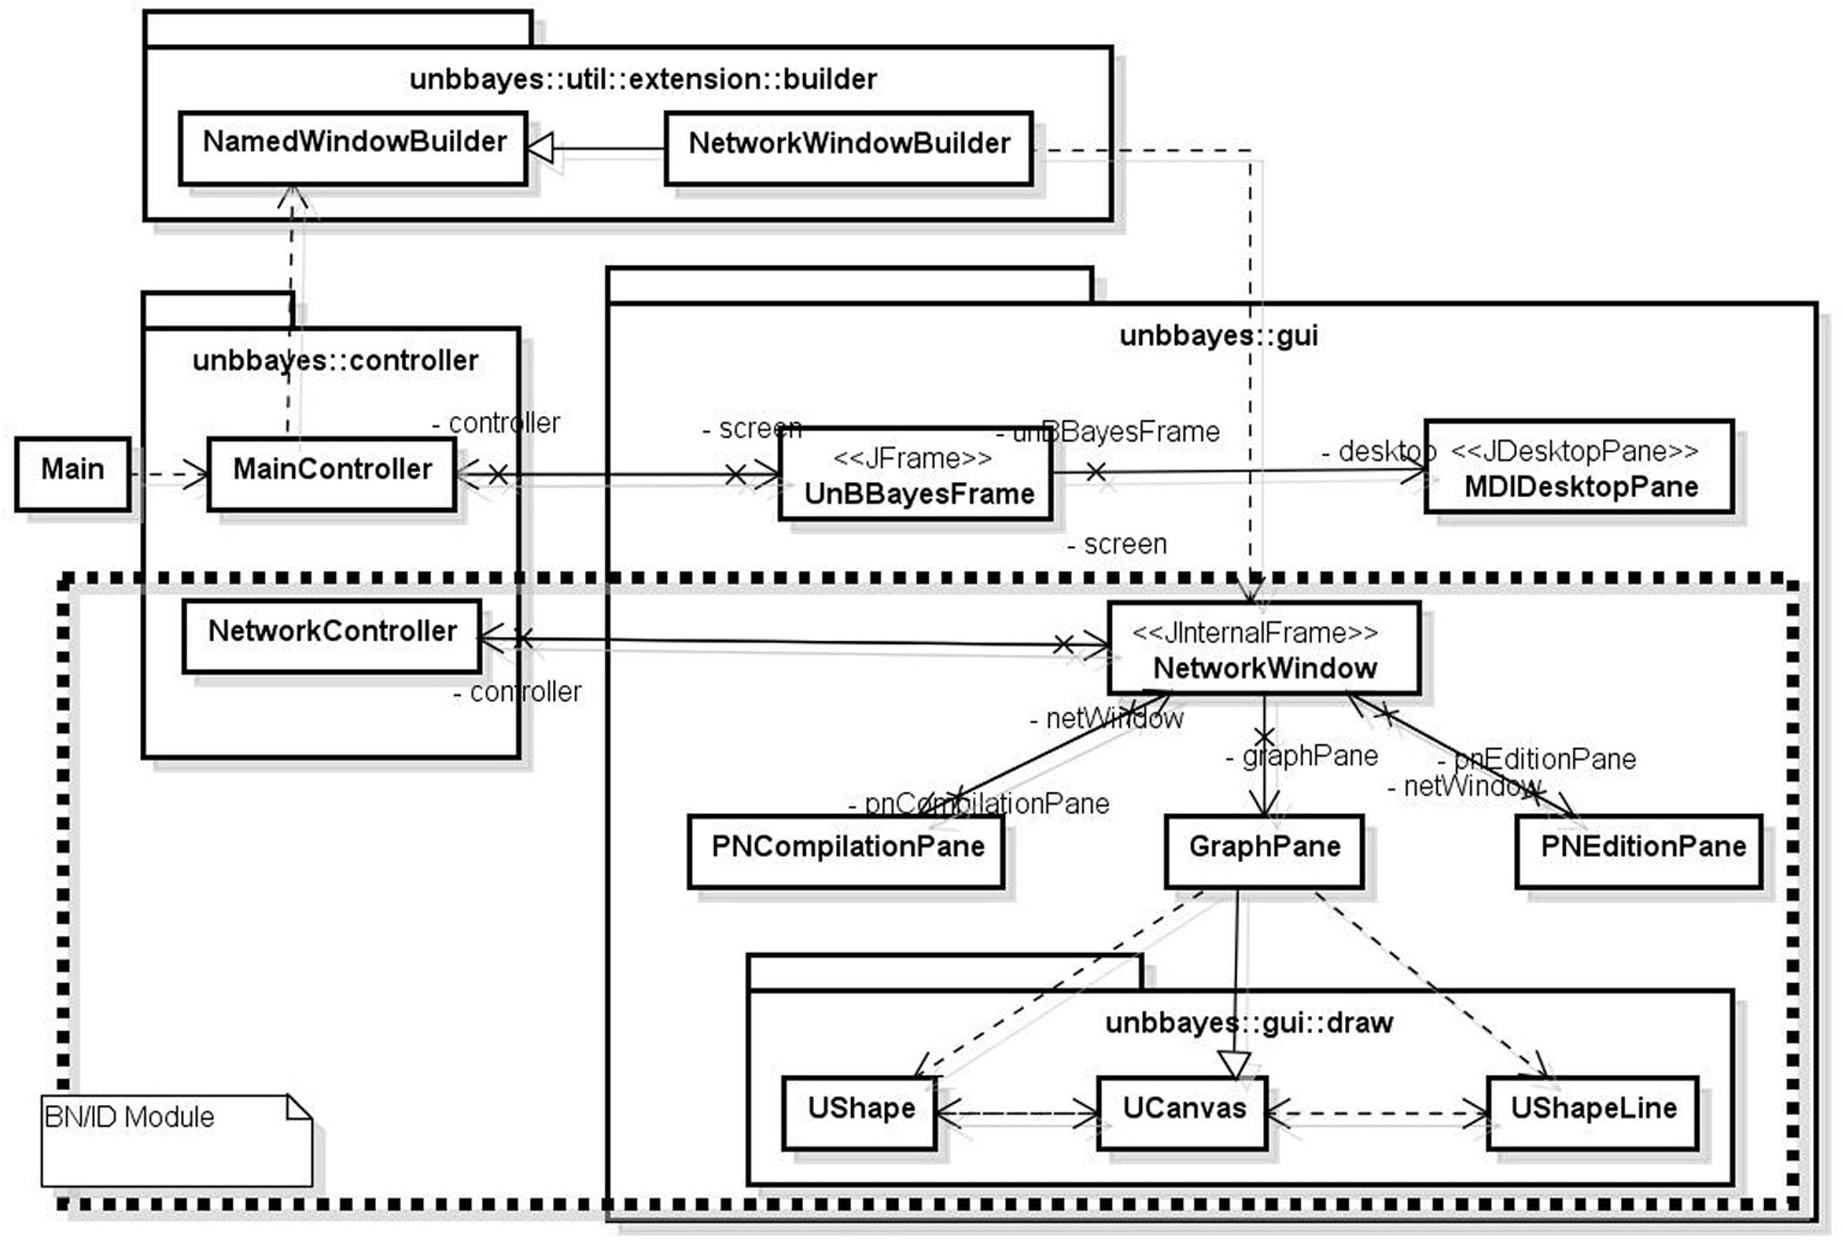 unbbayes::util::extension::builder
NamedWindowBuilder
NetworkWindowBuilder
unbbayes::gui
unbbayes::controller
- controller
- screen
- unBBayesFrame
- desktop
Main
MainController
<<JFrame>>
UnBBayesFrame
<<JDesktopPane>>
MDIDesktopPane
- screen
NetworkController
<<JInternalFrame>>
NetworkWindow
- controller
- netWindow
- graphPane
- pnEditionPane
- netWindow
- pnCompilationPane
PNCompilationPane
GraphPane
PNEditionPane
unbbayes::gui::draw
UShape
UCanvas
UShapeLine
BN/ID Module